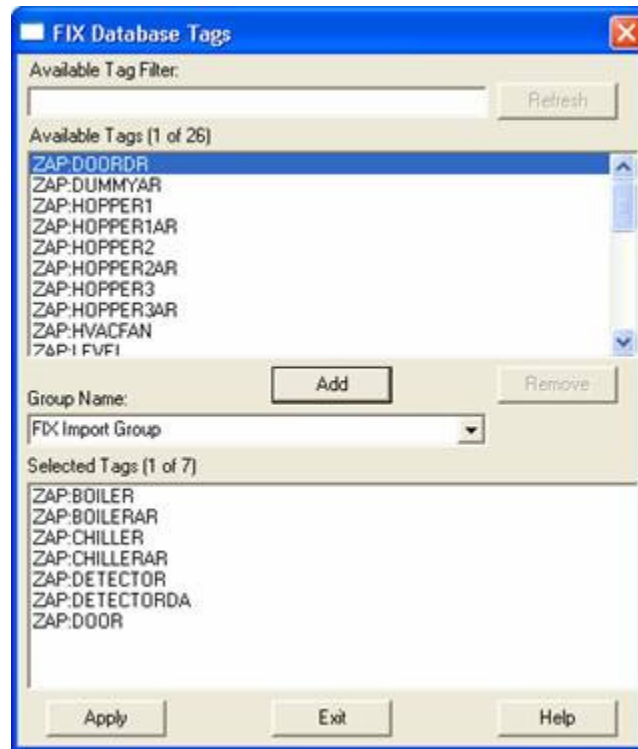 FIX Database Tags
Available Tag Filter:
Refresh
Available Tags (1 of 26)
ZAP:DOORDR
ZAP:DUMMYAR
ZAP:HOPPER1
ZAP:HOPPER1AR
ZAP:HOPPER2
ZAP:HOPPER2AR
ZAP:HOPPER3
ZAP:HOPPER3AR
ZAP:HVACFAN
ZAP:LEVEL
Add
Remove
Group Name:
FIX Import Group
Selected Tags (1 of 7)
ZAP:BOILER
ZAP:BOILERAR
ZAP:CHILLER
ZAP:CHILLERAR
ZAP:DETECTOR
ZAP:DETECTORDA
ZAP:DOOR
Apply
Exit
Help